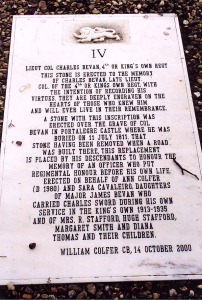 IV
LIEUT COL CHARLES BEVAN, 4TH OR KING'S OWN REGT
THIS STONE IS ERECTED TO THE MEMORY
OF CHARLES BEVAN, LATE LIEUT.
COL OF THE 4TH OR KING'S OWN REGT, WITH
THE INTENTION OF RECORDING HIS
VIRTUES. THEY ARE DEEPLY ENGRAVEN ON THE
HEARTS OF THOSE WHO KNEW HIM
AND WILL EVER LIVE IN THEIR REMEMBRANCE.
A STONE WITH THIS INSCRIPTION WAS
ERECTED OVER THE GRAVE OF COL
BEVAN IN PORTALEGRE CASTLE WHERE HE WAS
BURIED ON 11 JULY 1811. THAT
STONE HAVING BEEN REMOVED WHEN A ROAD
WAS BUILT THERE, THIS REPLACEMENT
IS PLACED BY HIS DESCENDANTS TO HONOUR THE
MEMORY OF AN OFFICER WHO PUT
REGIMENTAL HONOUR BEFORE HIS OWN LIFE.
ERECTED ON BEHALF OF ANN COLFER
(D 1980) AND SARA CAVALEIRO, DAUGHTERS
OF MAJOR JAMES BEVAN WHO
CARRIED CHARLES SWORD DURING HIS OWN
SERVICE IN THE KING'S OWN 1913-1935
AND OF MRS. R. STAFFORD, HUGH STAFFORD,
MARGARET SMITH AND DIANA
THOMAS AND THEIR CHILDREN.
WILLIAM COLFER CB, 14 OCTOBER 2000